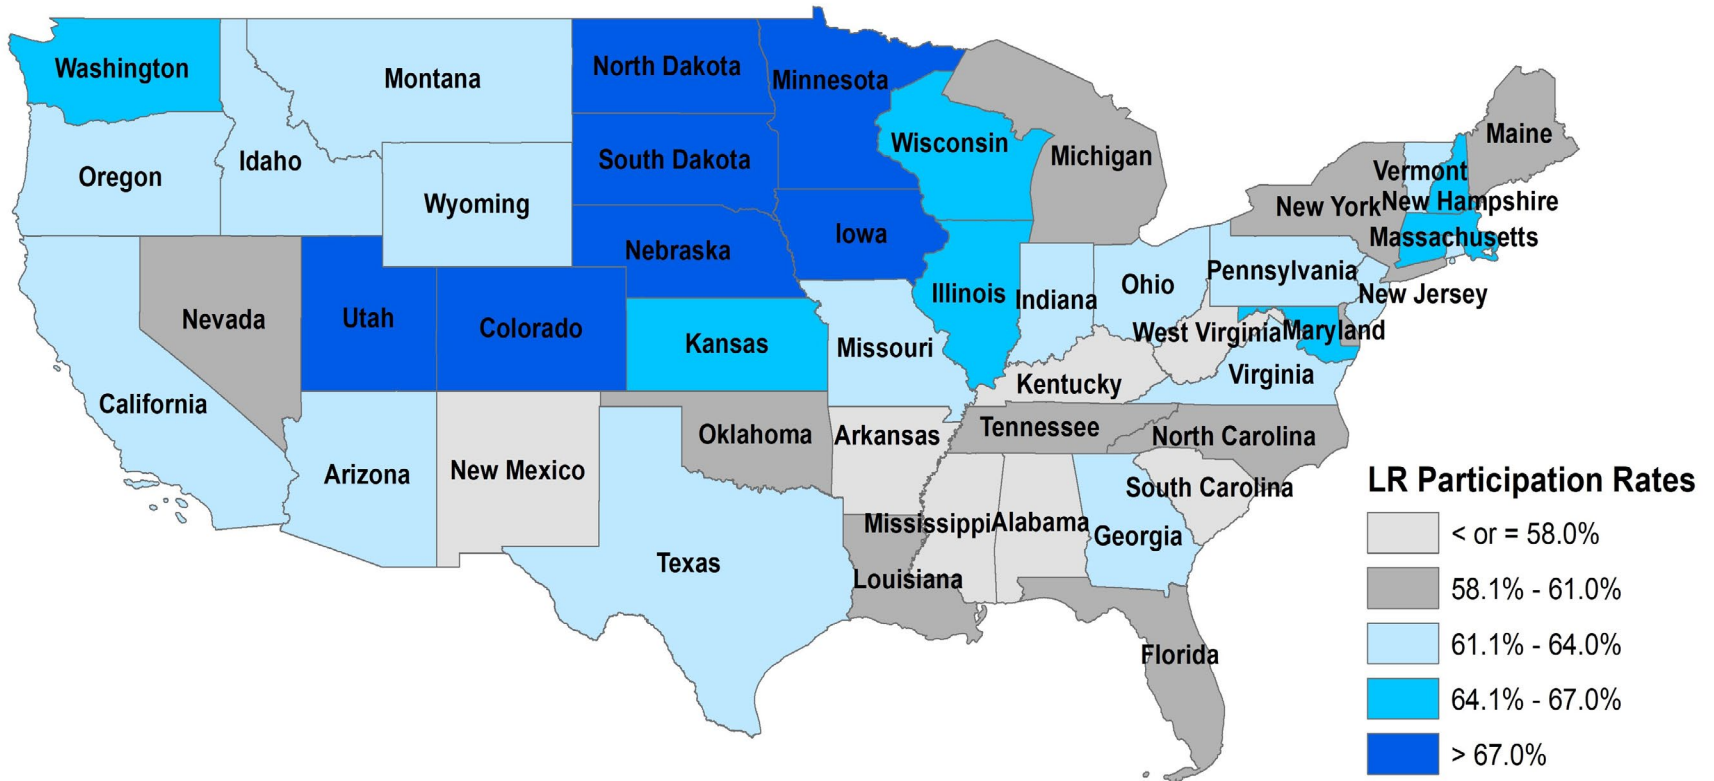 Washington
Montana
North Dakota
Minnesota
Maine
Oregon
Idaho
Wyoming
South Dakota
Wisconsin
Michigan
Vermont
New York
New Hampshire
Massachusetts
Nebraska
Iowa
Nevada
Utah
Colorado
Kansas
Illinois
Indiana
Ohio
Pennsylvania
New Jersey
Missouri
West Virginia
Maryland
Virginia
Kentucky
California
Arizona
New Mexico
Oklahoma
Arkansas
Tennessee
North Carolina
South Carolina
Mississippi
Alabama
Georgia
Texas
Louisiana
Florida
LR Participation Rates
< or = 58.0%
58.1% - 61.0%
61.1% - 64.0%
64.1% - 67.0%
> 67.0%